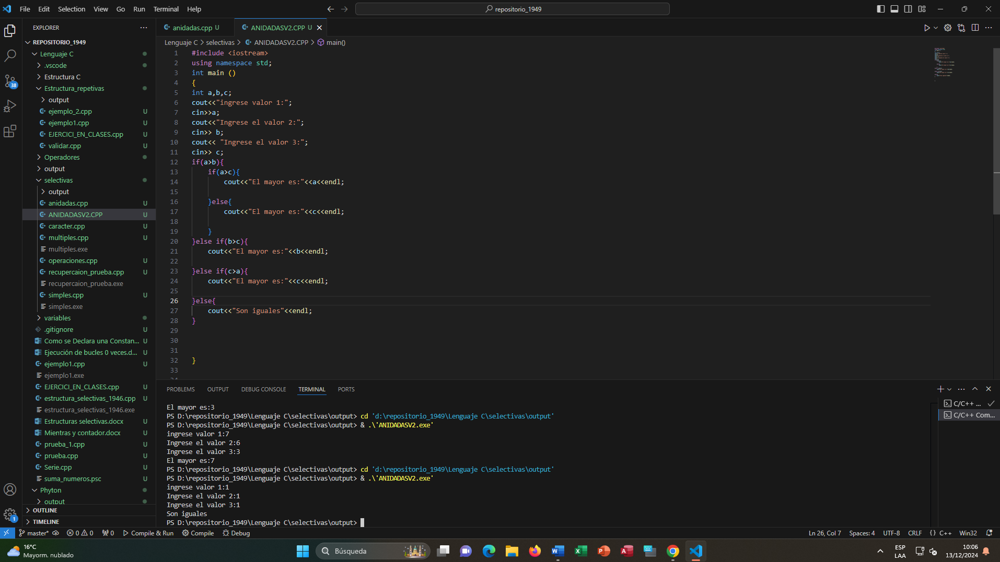 File Edit Selection View Go Run Terminal Help
repositorio_1949
EXPLORER
REPOSITORIO_1949
Lenguaje C
.vscode
Estructura C
Estructura_repetivas
output
ejemplo_2.cpp U
ejemplo1.cpp U
EJERCICI_EN_CLASES.cpp U
validar.cpp U
Operadores
output
selectivas
output
anidadas.cpp U
ANIDADASV2.CPP U
caracter.cpp U
multiples.cpp U
multiples.exe
operaciones.cpp U
recupercaion_prueba.cpp U
recupercaion_prueba.exe
simples.cpp U
simples.exe
variables
.gitignore U
Como se Declara una Constan... U
Ejecución de bucles 0 veces.d... U
ejemplo1.cpp U
ejemplo1.exe
EJERCICI_EN_CLASES.cpp U
estructura_selectivas_1946.cpp U
estructura_selectivas_1946.exe
Estructuras selectivas.docx U
Mientras y contador.docx U
prueba_1.cpp U
prueba.cpp U
Serie.cpp U
suma_numeros.psc U
Phyton
output
OUTLINE
TIMELINE
38
1
anidadas.cpp U
ANIDADASV2.CPP U
Lenguaje C > selectivas > ANIDADASV2.CPP > main()
1 #include <iostream>
2 using namespace std;
3 int main ()
4 {
5 int a,b,c;
6 cout<<"ingrese valor 1:";
7 cin>>a;
8 cout<<"Ingrese el valor 2:";
9 cin>> b;
10 cout<< "Ingrese el valor 3:";
11 cin>> c;
12 if(a>b){
13 if(a>c){
14 cout<<"El mayor es:"<<a<<endl;
15
16 }else{
17 cout<<"El mayor es:"<<c<<endl;
18
19 }
20 }else if(b>c){
21 cout<<"El mayor es:"<<b<<endl;
22
23 }else if(c>a){
24 cout<<"El mayor es:"<<c<<endl;
25
26 }else{
27 cout<<"Son iguales"<<endl;
28 }
29
30
31
32 }
33
34
PROBLEMS OUTPUT DEBUG CONSOLE TERMINAL PORTS
El mayor es:3
PS D:\repositorio_1949\Lenguaje C\selectivas\output> cd 'd:\repositorio_1949\Lenguaje C\selectivas\output'
PS D:\repositorio_1949\Lenguaje C\selectivas\output> & .\'ANIDADASV2.exe'
ingrese valor 1:7
Ingrese el valor 2:6
Ingrese el valor 3:3
El mayor es:7
PS D:\repositorio_1949\Lenguaje C\selectivas\output> cd 'd:\repositorio_1949\Lenguaje C\selectivas\output'
PS D:\repositorio_1949\Lenguaje C\selectivas\output> & .\'ANIDADASV2.exe'
ingrese valor 1:1
Ingrese el valor 2:1
Ingrese el valor 3:1
Son iguales
PS D:\repositorio_1949\Lenguaje C\selectivas\output>
C/C++ ...
C/C++ Com...
master* 0 0 0 Compile & Run Compile Debug
Ln 26, Col 7 Spaces: 4 UTF-8 CRLF {} C++ Win32
16°C
Mayorm. nublado
Búsqueda
ESP
LAA
10:06
13/12/2024